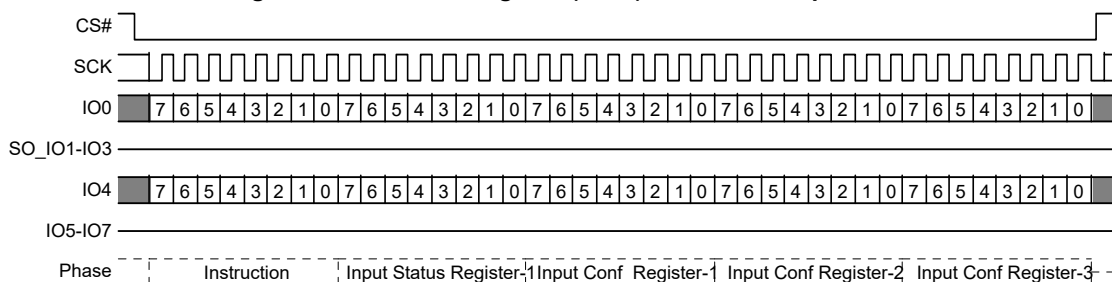 CS#
SCK
IO0 7 6 5 4 3 2 1 0 7 6 5 4 3 2 1 0 7 6 5 4 3 2 1 0 7 6 5 4 3 2 1 0 7 6 5 4 3 2 1 0
SO_IO1-IO3
IO4 7 6 5 4 3 2 1 0 7 6 5 4 3 2 1 0 7 6 5 4 3 2 1 0 7 6 5 4 3 2 1 0 7 6 5 4 3 2 1 0
IO5-IO7
Phase Instruction Input Status Register-1 Input Conf Register-1 Input Conf Register-2 Input Conf Register-3